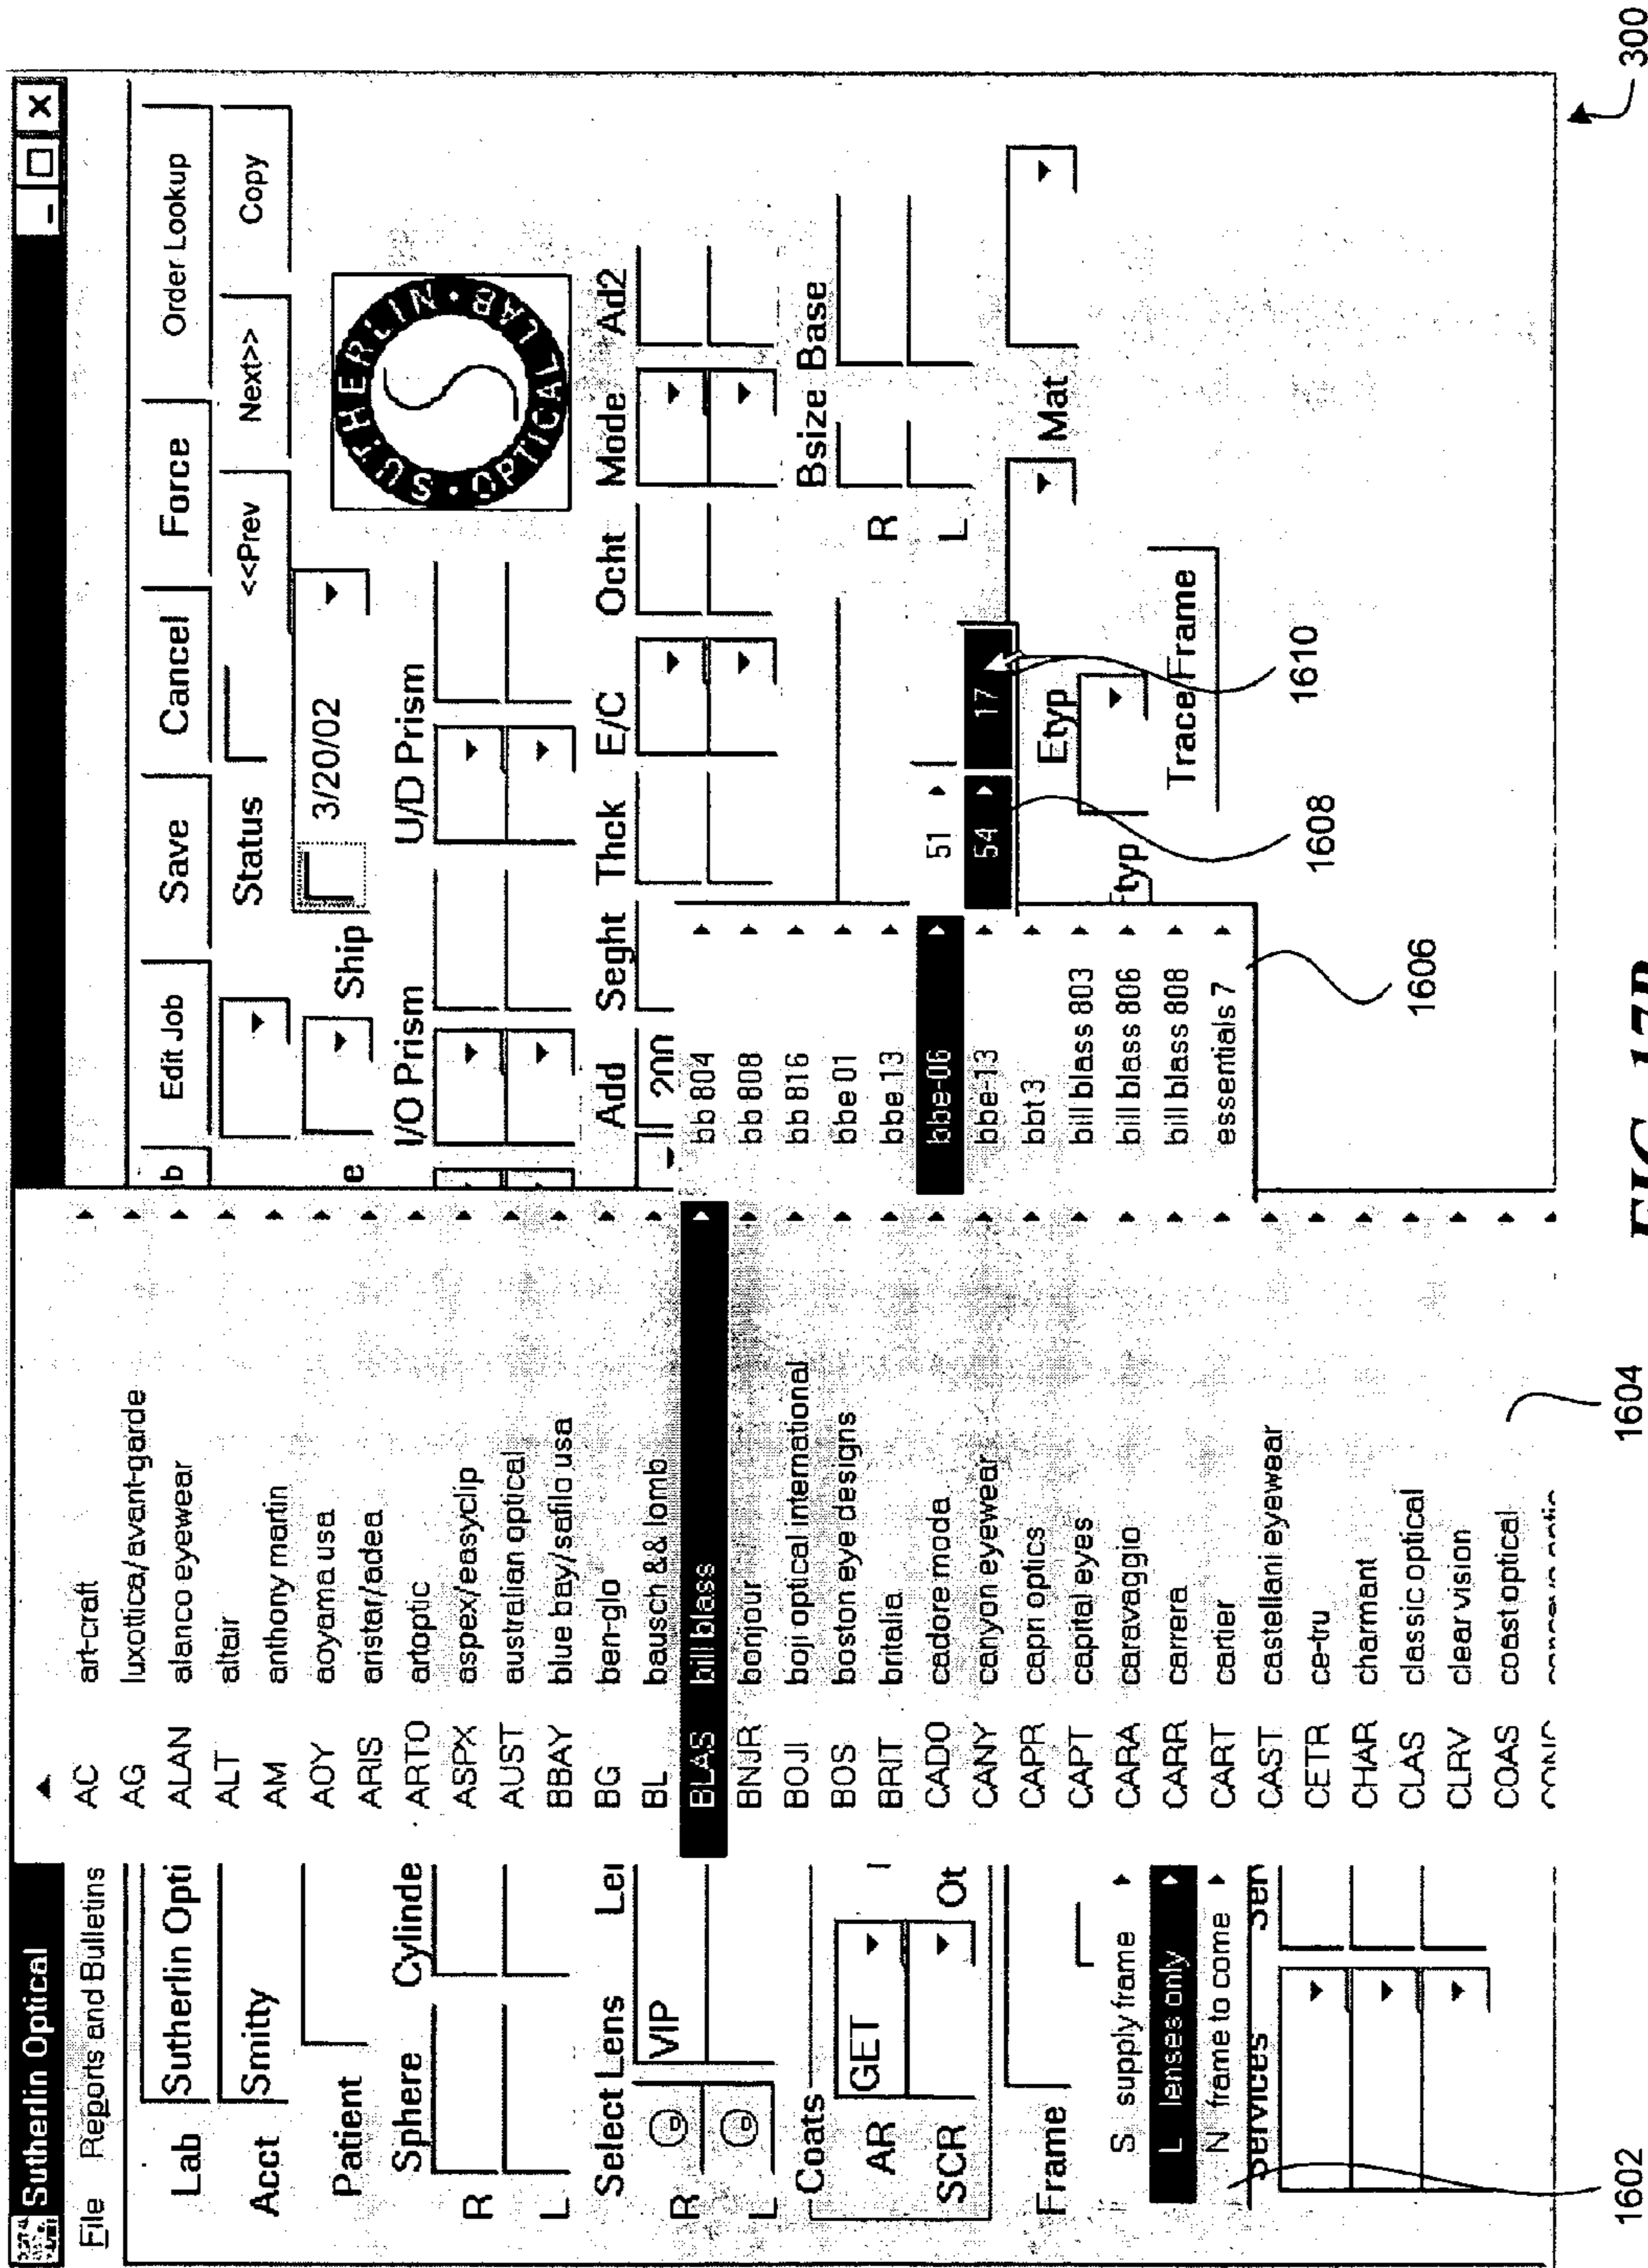 Sutherlin Optical
File Reports and Bulletins
b Edit Job Save Cancel Force Order Lookup
Lab Sutherlin Opti
Status <<Prev Next>> Copy
Acct Smitty
e Ship 3/20/02
Patient
I/O Prism U/D Prism
Sphere Cylinde
R
L
SUTHERLIN · OPTICAL LAB ·
Add Seght Thck E/C Ocht Mode Ad2
200
Select Lens Ler
R VIP
L
Bsize Base
R
L
Coats
AR GET
SCR Ot
Frame
Mat
Etyp
Ftyp
Trace Frame
S supply frame
L lenses only
N frame to come
Services Ser
AC art-craft
AG luxottica/avant-garde
ALAN alanco eyewear
ALT altair
AM anthony martin
AOY aoyama usa
ARIS aristar/adea
ARTO artoptic
ASPX aspex/easyclip
AUST australian optical
BBAY blue bay/safilo usa
BG ben-glo
BL bausch && lomb
BLAS bill blass
BNJR bonjour
BOJI boji optical international
BOS boston eye designs
BRIT britalia
CADO cadore moda
CANY canyon eyewear
CAPR capri optics
CAPT capital eyes
CARA caravaggio
CARR carrera
CART cartier
CAST castellani eyewear
CETR ce-tru
CHAR charmant
CLAS classic optical
CLRV clear vision
COAS coast optical
bb 804
bb 808
bb 816
bbe 01
bbe 13
bbe-06
bbe-13
bbt 3
bill blass 803
bill blass 806
bill blass 808
essentials 7
51
54 17
1602
1604
1606
1608
1610
300
FIG. 17B